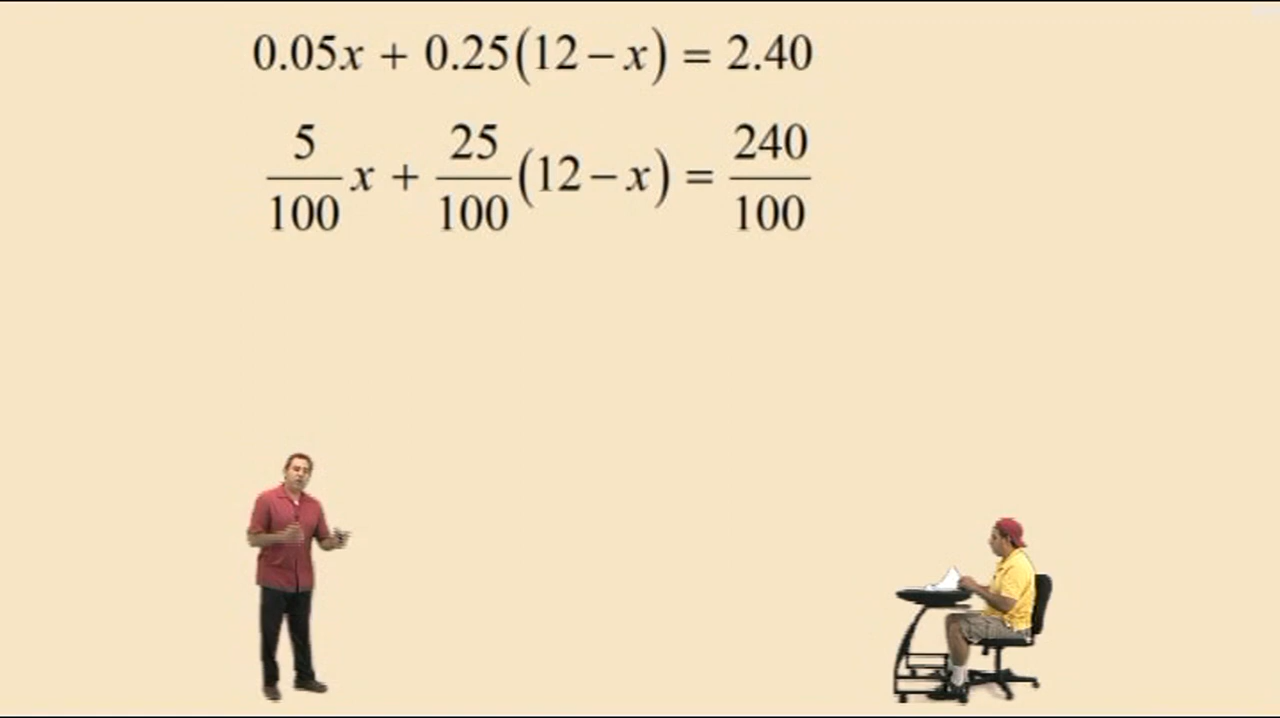 0.05x + 0.25(12 − x) = 2.40
5/100 x + 25/100 (12 − x) = 240/100